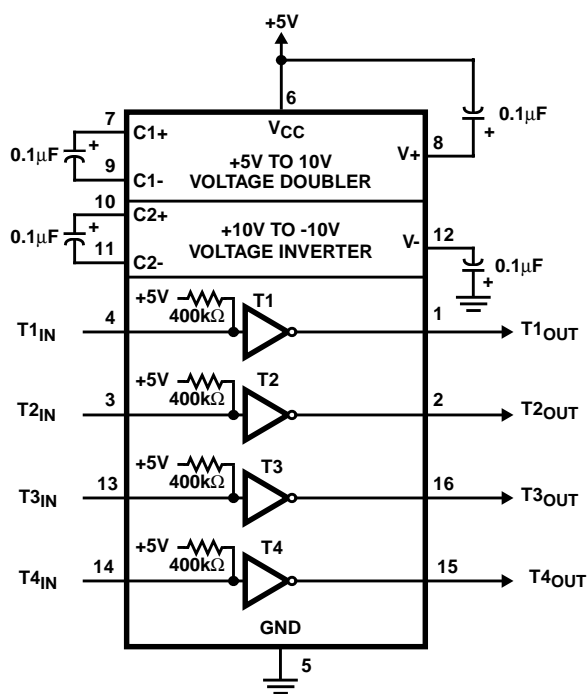 +5V
6
VCC
7
C1+
0.1µF
+
9
C1-
+5V TO 10V
VOLTAGE DOUBLER
V+
8
+
0.1µF
10
C2+
0.1µF
+
11
C2-
+10V TO -10V
VOLTAGE INVERTER
V-
12
+
0.1µF
T1IN
4
+5V
400kΩ
T1
1
T1OUT
T2IN
3
+5V
400kΩ
T2
2
T2OUT
T3IN
13
+5V
400kΩ
T3
16
T3OUT
T4IN
14
+5V
400kΩ
T4
15
T4OUT
GND
5